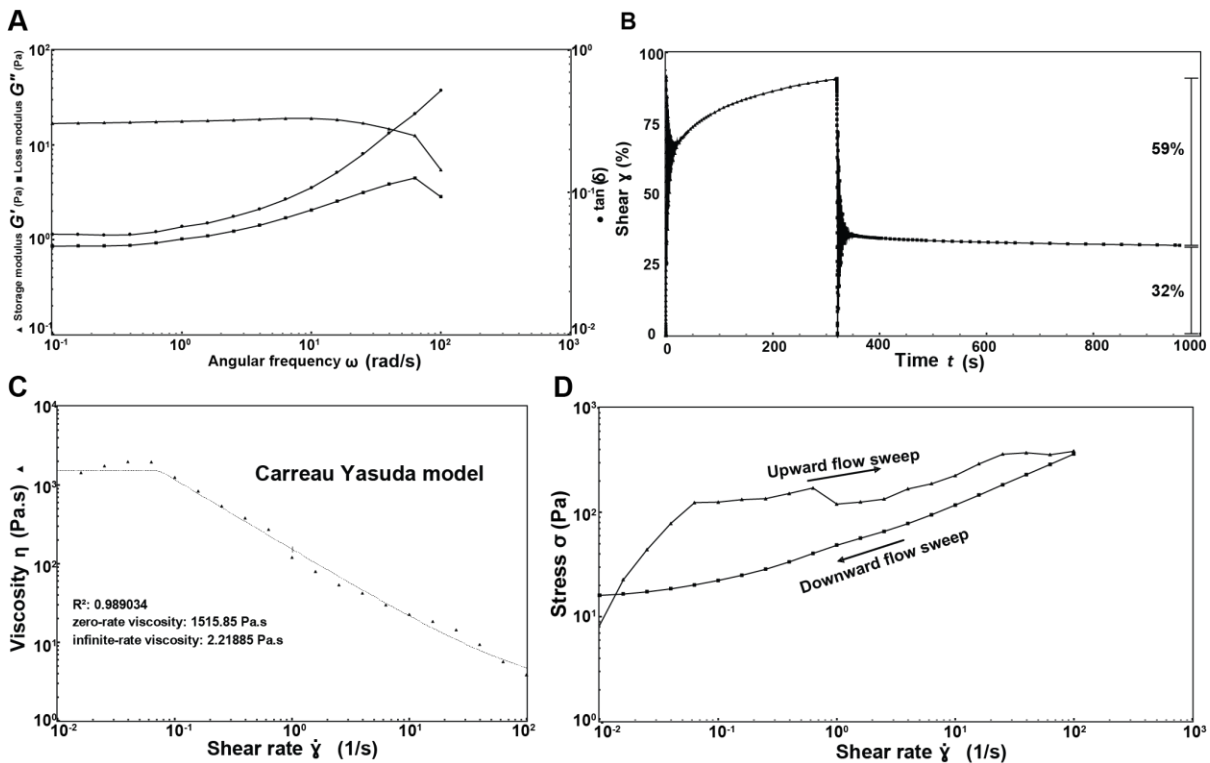 A
▲ Storage modulus G′ (Pa) ■ Loss modulus G″ (Pa)
10²
10¹
10⁰
10⁻¹
10⁻¹
10⁰
10¹
10²
10³
Angular frequency ω (rad/s)
10⁰
10⁻¹
10⁻²
● tan (δ)
B
Shear γ (%)
100
75
50
25
0
0
200
400
600
800
1000
Time t (s)
59%
32%
C
Viscosity η (Pa.s) ▲
10⁴
10³
10²
10¹
10⁰
Carreau Yasuda model
R²: 0.989034
zero-rate viscosity: 1515.85 Pa.s
infinite-rate viscosity: 2.21885 Pa.s
10⁻²
10⁻¹
10⁰
10¹
10²
Shear rate γ̇ (1/s)
D
Stress σ (Pa)
10³
10²
10¹
10⁰
Upward flow sweep
Downward flow sweep
10⁻²
10⁻¹
10⁰
10¹
10²
10³
Shear rate γ̇ (1/s)